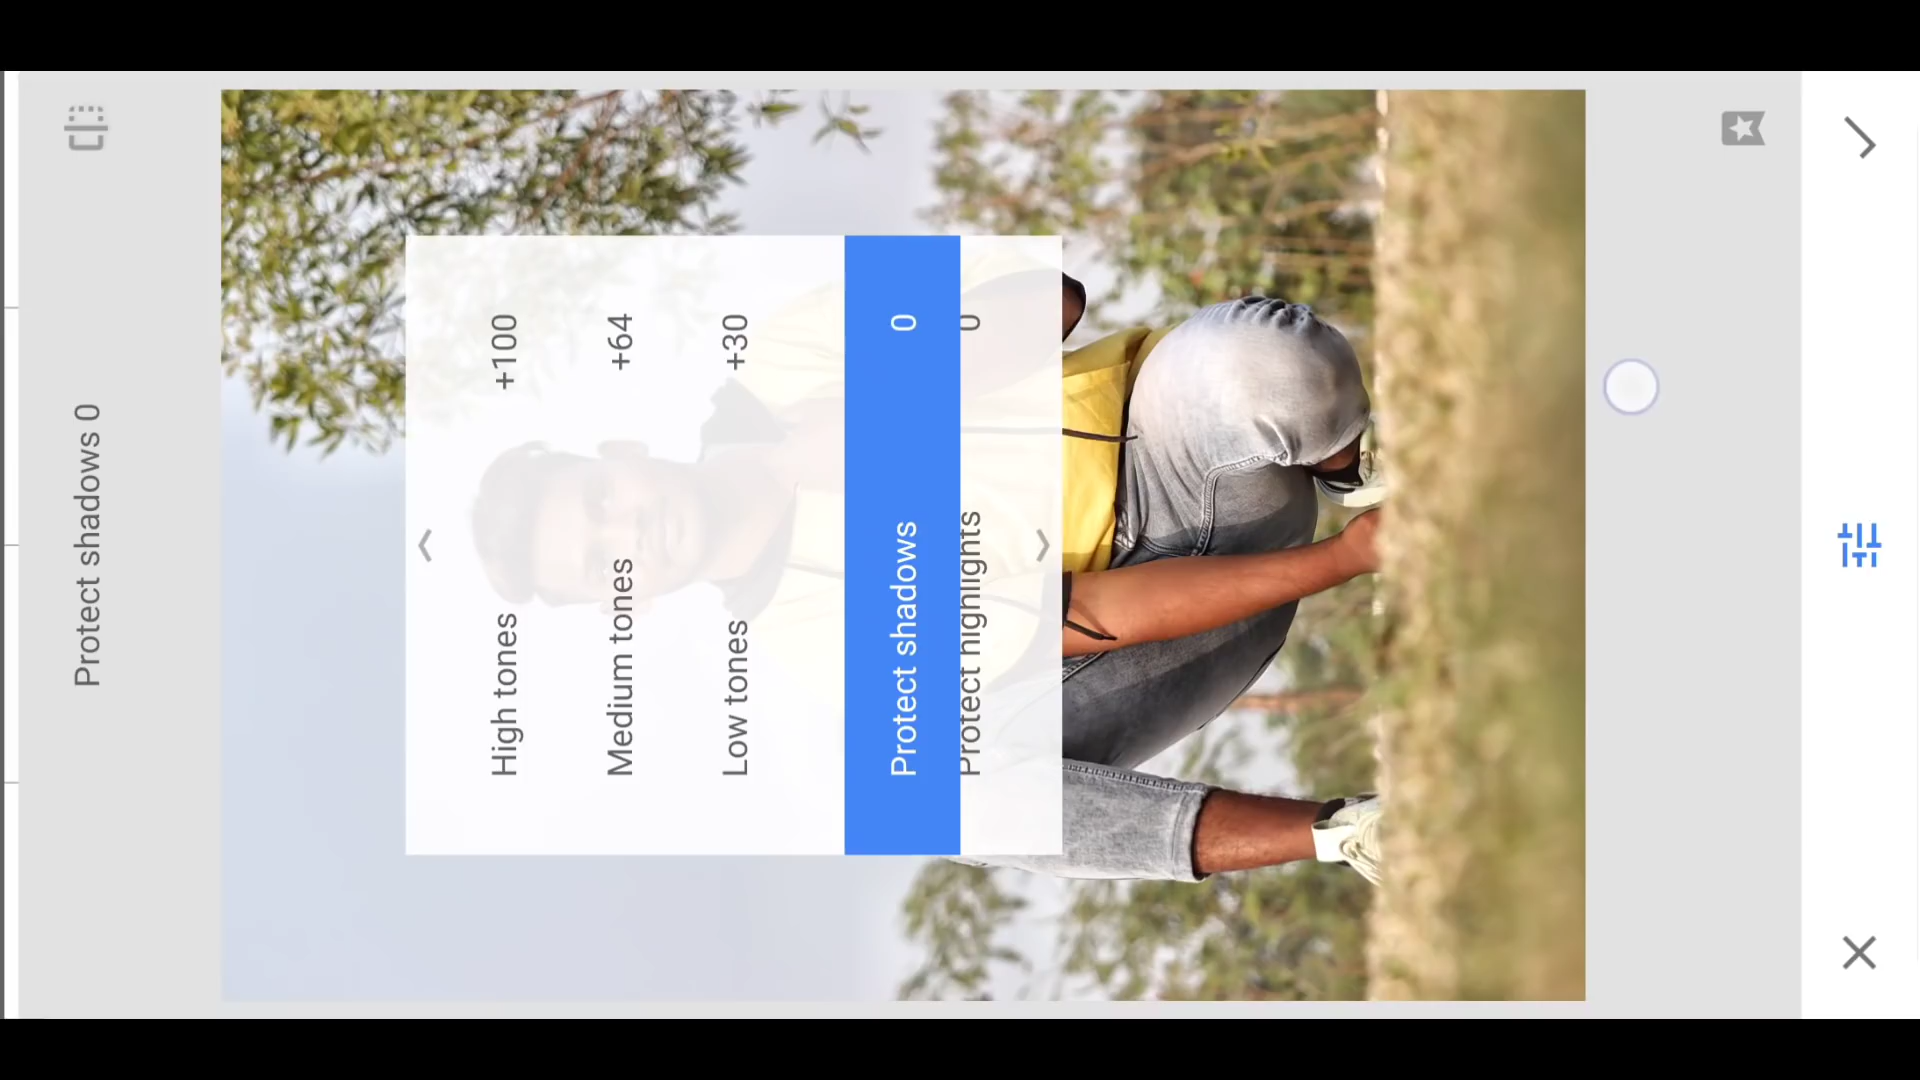 Protect shadows 0
High tones +100
Medium tones +64
Low tones +30
Protect shadows 0
Protect highlights 0